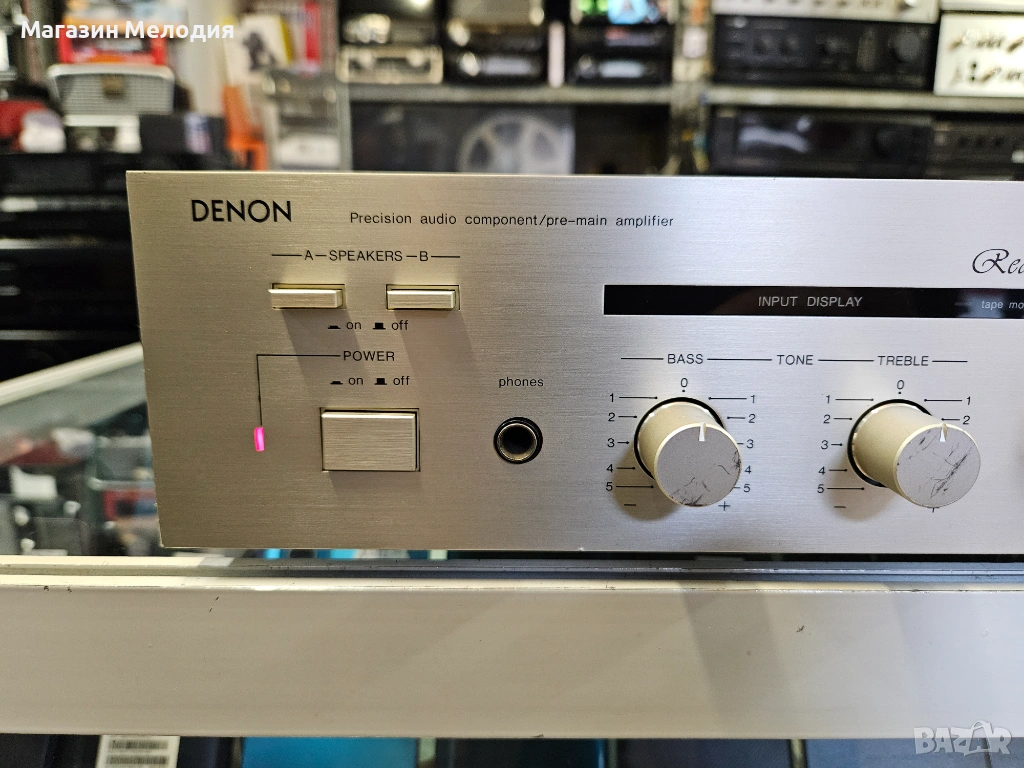 Магазин Мелодия
DENON Precision audio component/pre-main amplifier
A SPEAKERS B
on off
INPUT DISPLAY
tape
POWER
on off
phones
BASS TONE TREBLE
0 0
1 1 1 1
2 2 2 2
3 3 3
4 4 4
5 5 5
- + - +
BAZAR